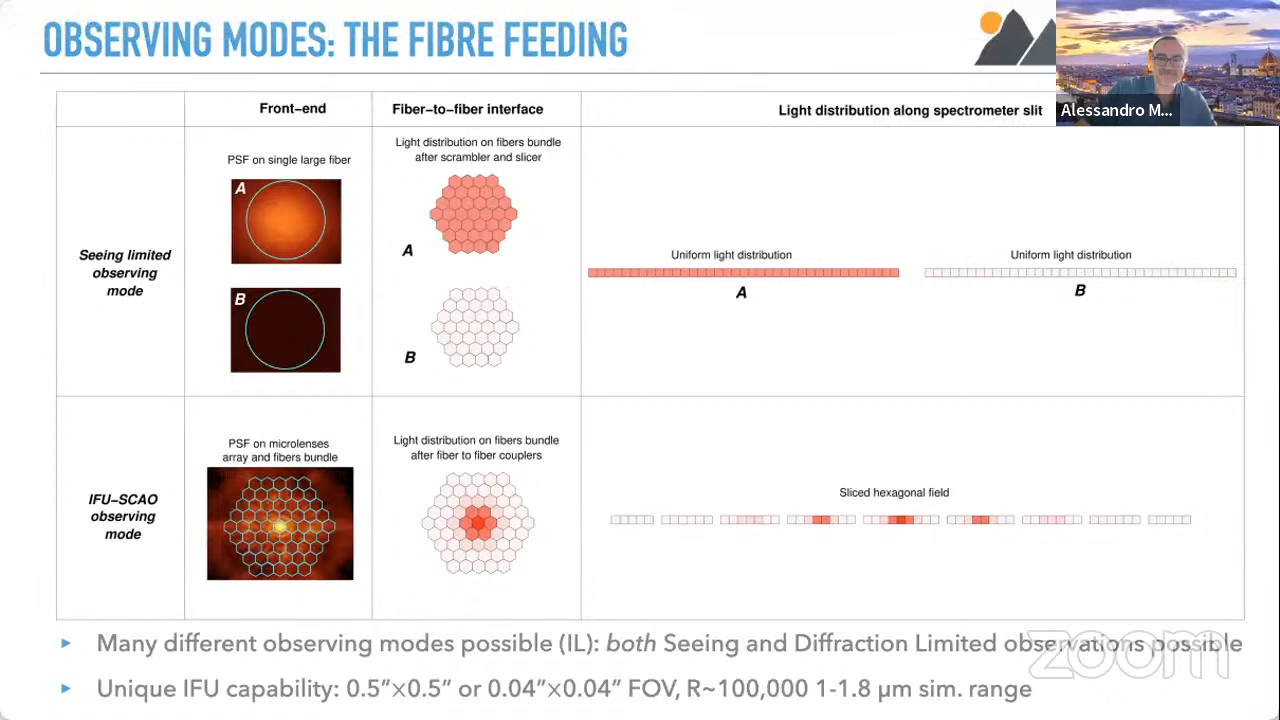 OBSERVING MODES: THE FIBRE FEEDING
Alessandro M...
Front-end
Fiber-to-fiber interface
Light distribution along spectrometer slit
Seeing limited
observing
mode
PSF on single large fiber
A
B
Light distribution on fibers bundle
after scrambler and slicer
A
B
Uniform light distribution
A
Uniform light distribution
B
IFU-SCAO
observing
mode
PSF on microlenses
array and fibers bundle
Light distribution on fibers bundle
after fiber to fiber couplers
Sliced hexagonal field
▸ Many different observing modes possible (IL): both Seeing and Diffraction Limited observations possible
▸ Unique IFU capability: 0.5”×0.5” or 0.04”×0.04” FOV, R~100,000 1-1.8 μm sim. range
zoom